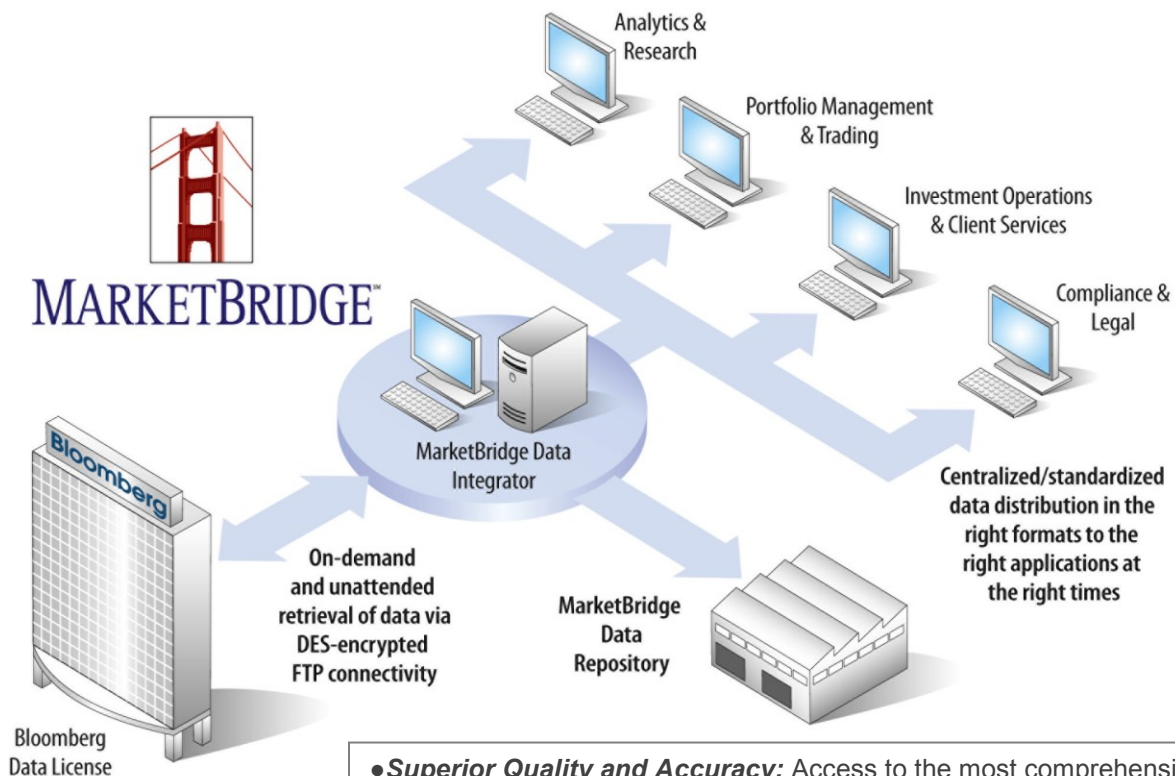 Analytics &
Research
Portfolio Management
& Trading
Investment Operations
& Client Services
Compliance &
Legal
MARKETBRIDGE℠
MarketBridge Data
Integrator
Bloomberg
Centralized/standardized
data distribution in the
right formats to the
right applications at
the right times
On-demand
and unattended
retrieval of data via
DES-encrypted
FTP connectivity
MarketBridge
Data
Repository
Bloomberg
Data License
●Superior Quality and Accuracy: Access to the most